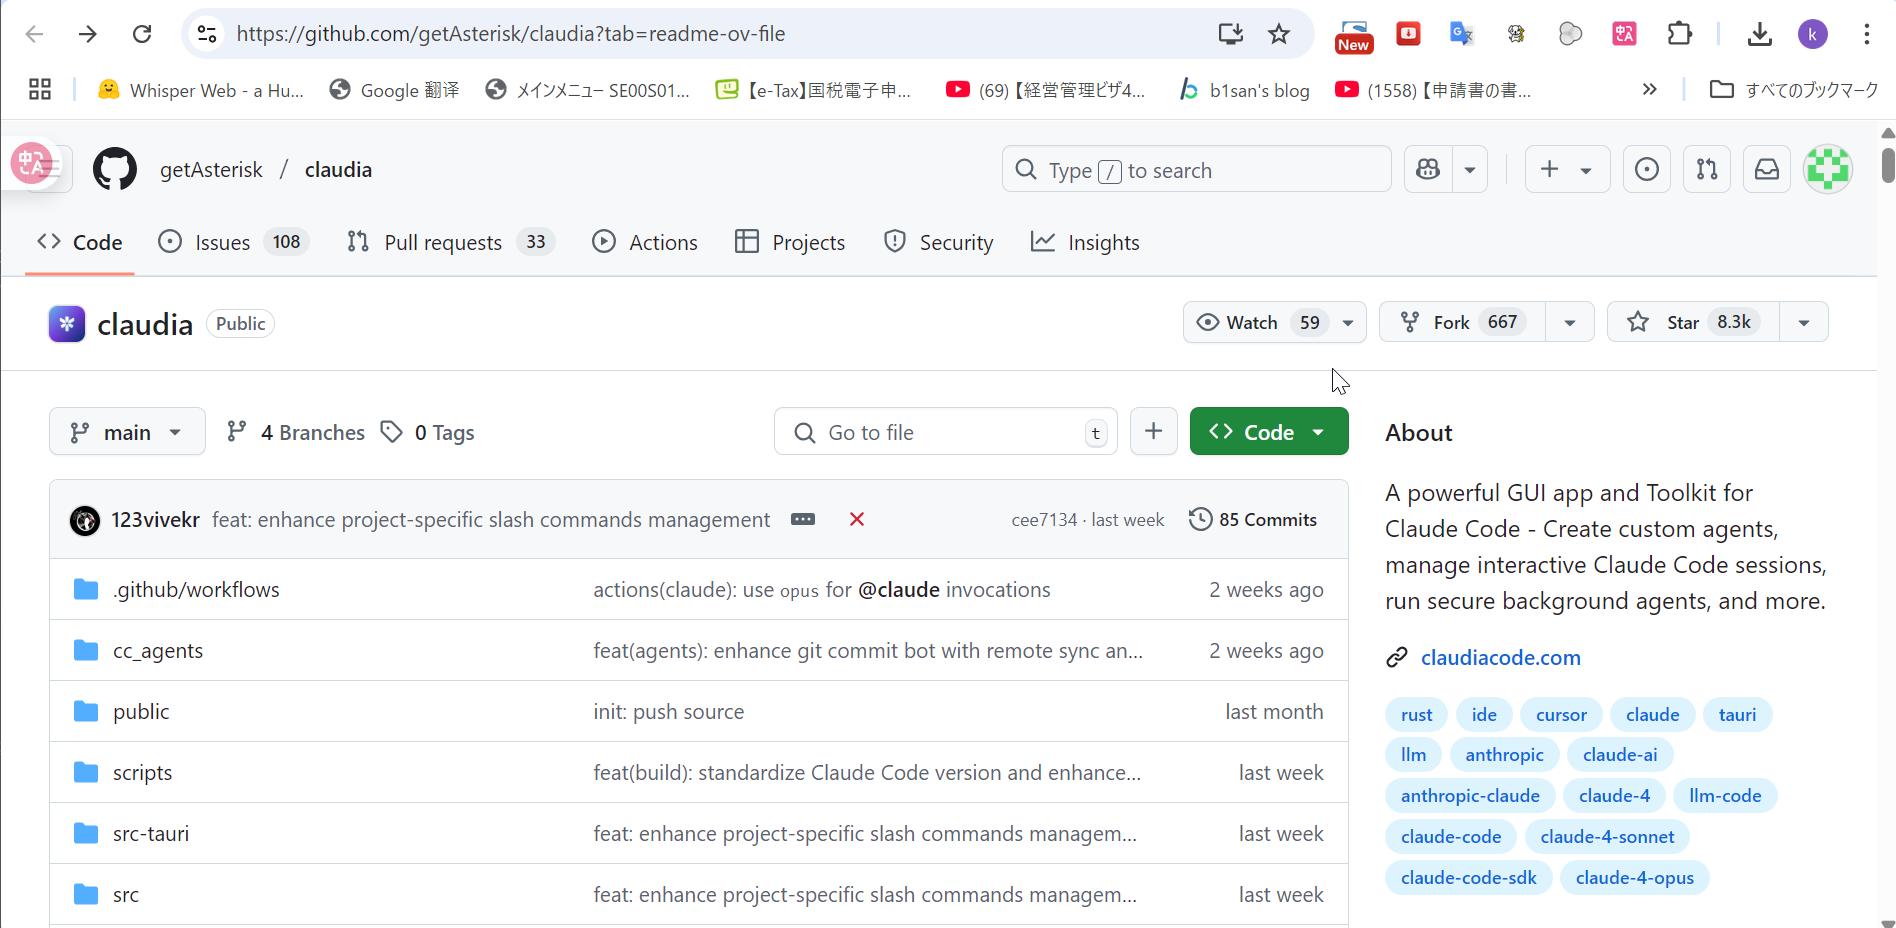 https://github.com/getAsterisk/claudia?tab=readme-ov-file
New
k
Whisper Web - a Hu...
Google 翻译
メインメニュー SE00S01...
【e-Tax】国税電子申...
(69)【経営管理ビザ4...
b1san's blog
(1558)【申請書の書...
すべてのブックマーク
getAsterisk / claudia
Type / to search
Code
Issues 108
Pull requests 33
Actions
Projects
Security
Insights
claudia Public
Watch 59
Fork 667
Star 8.3k
main
4 Branches
0 Tags
Go to file t
Code
123vivekr feat: enhance project-specific slash commands management
cee7134 · last week
85 Commits
.github/workflows actions(claude): use opus for @claude invocations 2 weeks ago
cc_agents feat(agents): enhance git commit bot with remote sync an... 2 weeks ago
public init: push source last month
scripts feat(build): standardize Claude Code version and enhance... last week
src-tauri feat: enhance project-specific slash commands managem... last week
src feat: enhance project-specific slash commands managem... last week
About
A powerful GUI app and Toolkit for
Claude Code - Create custom agents,
manage interactive Claude Code sessions,
run secure background agents, and more.
claudiacode.com
rust ide cursor claude tauri
llm anthropic claude-ai
anthropic-claude claude-4 llm-code
claude-code claude-4-sonnet
claude-code-sdk claude-4-opus